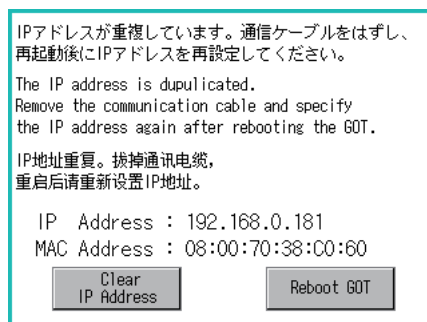 IPアドレスが重複しています。通信ケーブルをはずし、
再起動後にIPアドレスを再設定してください。
The IP address is dupulicated.
Remove the communication cable and specify
the IP address again after rebooting the GOT.
IP地址重复。拔掉通讯电缆，
重启后请重新设置IP地址。
IP Address : 192.168.0.181
MAC Address : 08:00:70:38:C0:60
Clear
IP Address
Reboot GOT